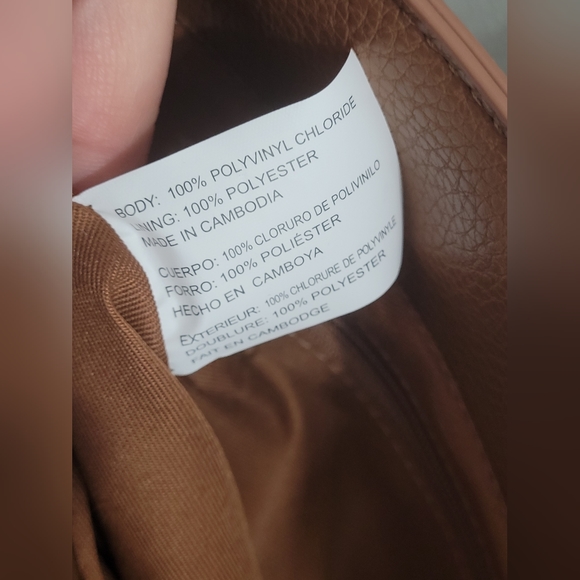 BODY: 100% POLYVINYL CHLORIDE
LINING: 100% POLYESTER
MADE IN CAMBODIA
CUERPO: 100% CLORURO DE POLIVINILO
FORRO: 100% POLIÉSTER
HECHO EN CAMBOYA
EXTERIEUR: 100% CHLORURE DE POLYVINYLE
DOUBLURE: 100% POLYESTER
FAIT EN CAMBODGE